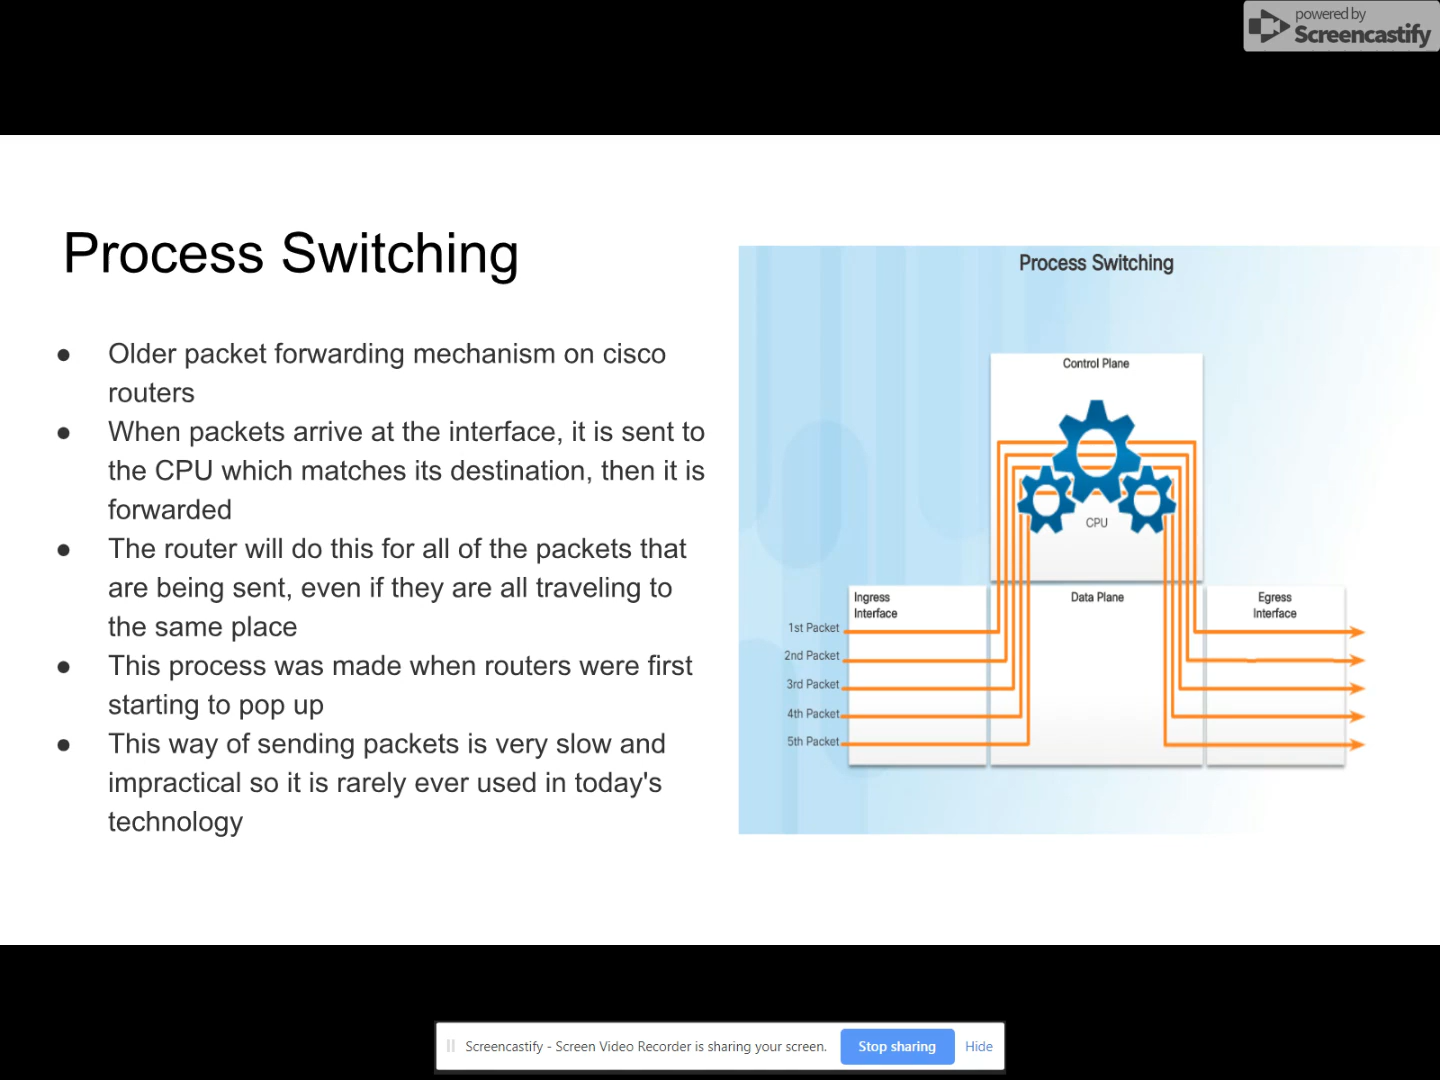 powered by
Screencastify
Process Switching
● Older packet forwarding mechanism on cisco
routers
● When packets arrive at the interface, it is sent to
the CPU which matches its destination, then it is
forwarded
● The router will do this for all of the packets that
are being sent, even if they are all traveling to
the same place
● This process was made when routers were first
starting to pop up
● This way of sending packets is very slow and
impractical so it is rarely ever used in today's
technology
Process Switching
Control Plane
CPU
Ingress
Interface
Data Plane
Egress
Interface
1st Packet
2nd Packet
3rd Packet
4th Packet
5th Packet
Screencastify - Screen Video Recorder is sharing your screen.
Stop sharing
Hide